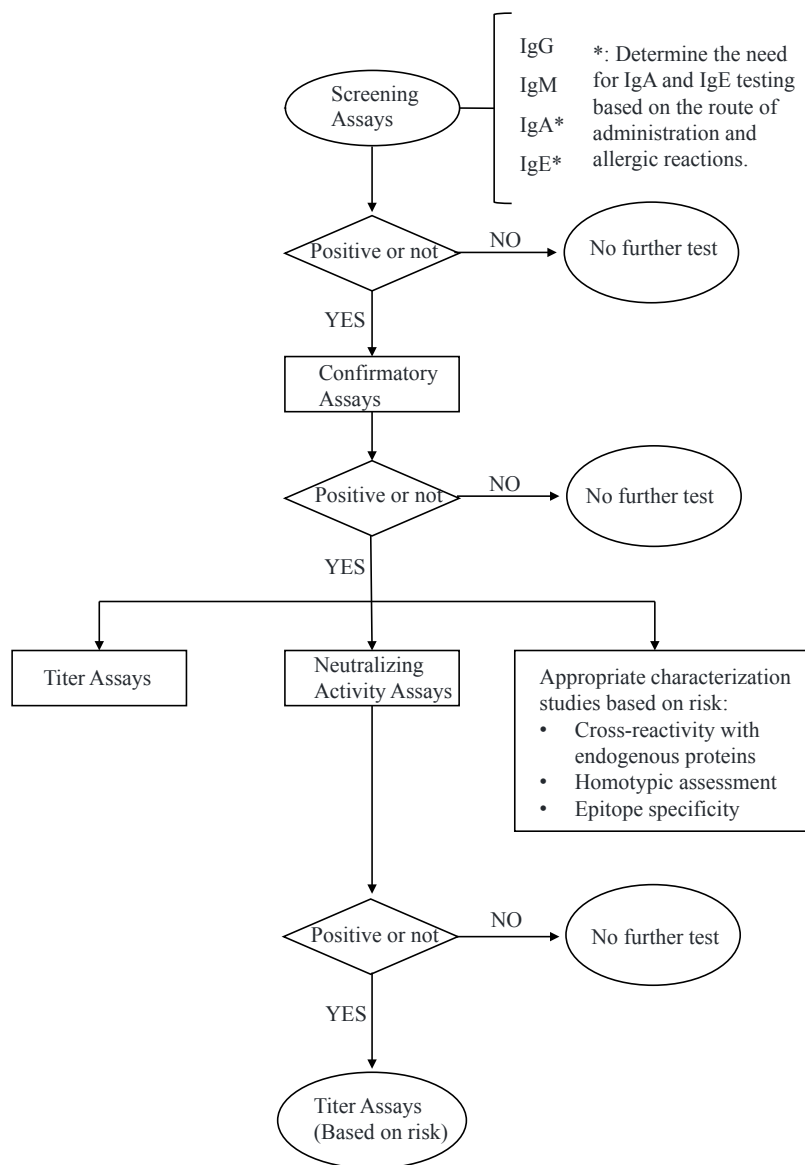 Screening
Assays
IgG
IgM
IgA*
IgE*
*: Determine the need
for IgA and IgE testing
based on the route of
administration and
allergic reactions.
Positive or not
NO
No further test
YES
Confirmatory
Assays
Positive or not
NO
No further test
YES
Titer Assays
Neutralizing
Activity Assays
Appropriate characterization
studies based on risk:
• Cross-reactivity with
endogenous proteins
• Homotypic assessment
• Epitope specificity
Positive or not
NO
No further test
YES
Titer Assays
(Based on risk)